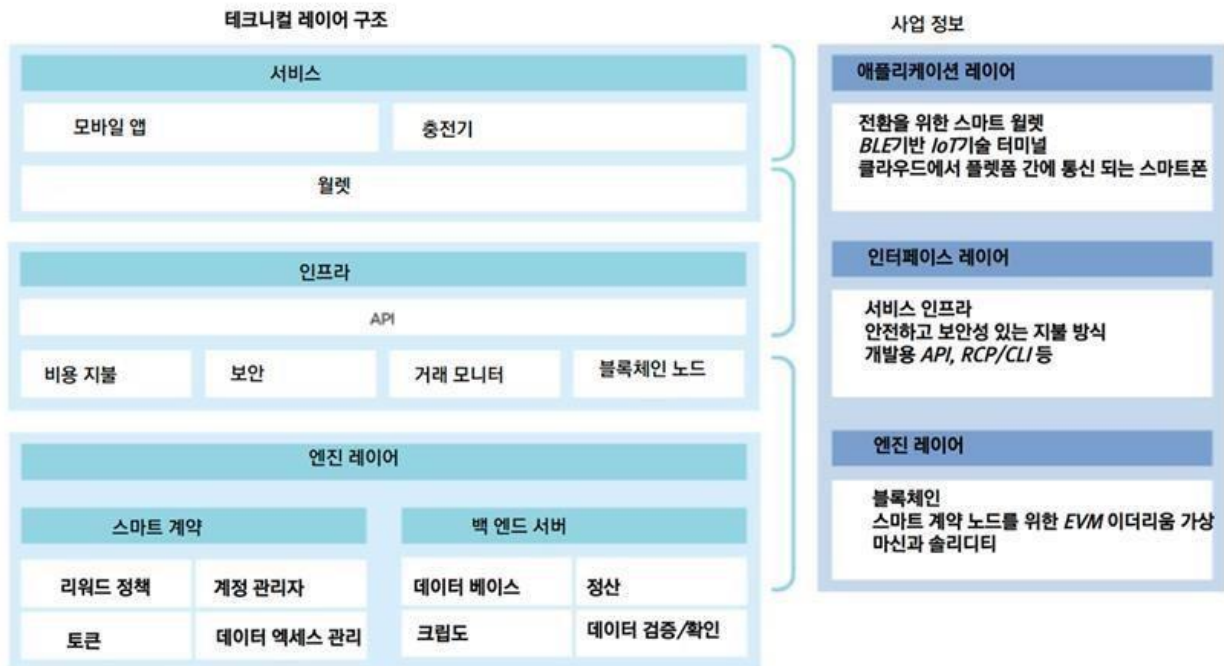 테크니컬 레이어 구조
서비스
모바일 앱
충전기
월렛
인프라
API
비용 지불
보안
거래 모니터
블록체인 노드
엔진 레이어
스마트 계약
리워드 정책
계정 관리자
토큰
데이터 엑세스 관리
백 엔드 서버
데이터 베이스
정산
크립도
데이터 검증/확인
사업 정보
애플리케이션 레이어
전환을 위한 스마트 월렛
BLE기반 IoT기술 터미널
클라우드에서 플렛폼 간에 통신 되는 스마트폰
인터페이스 레이어
서비스 인프라
안전하고 보안성 있는 지불 방식
개발용 API, RCP/CLI 등
엔진 레이어
블록체인
스마트 계약 노드를 위한 EVM 이더리움 가상
마신과 솔리디티